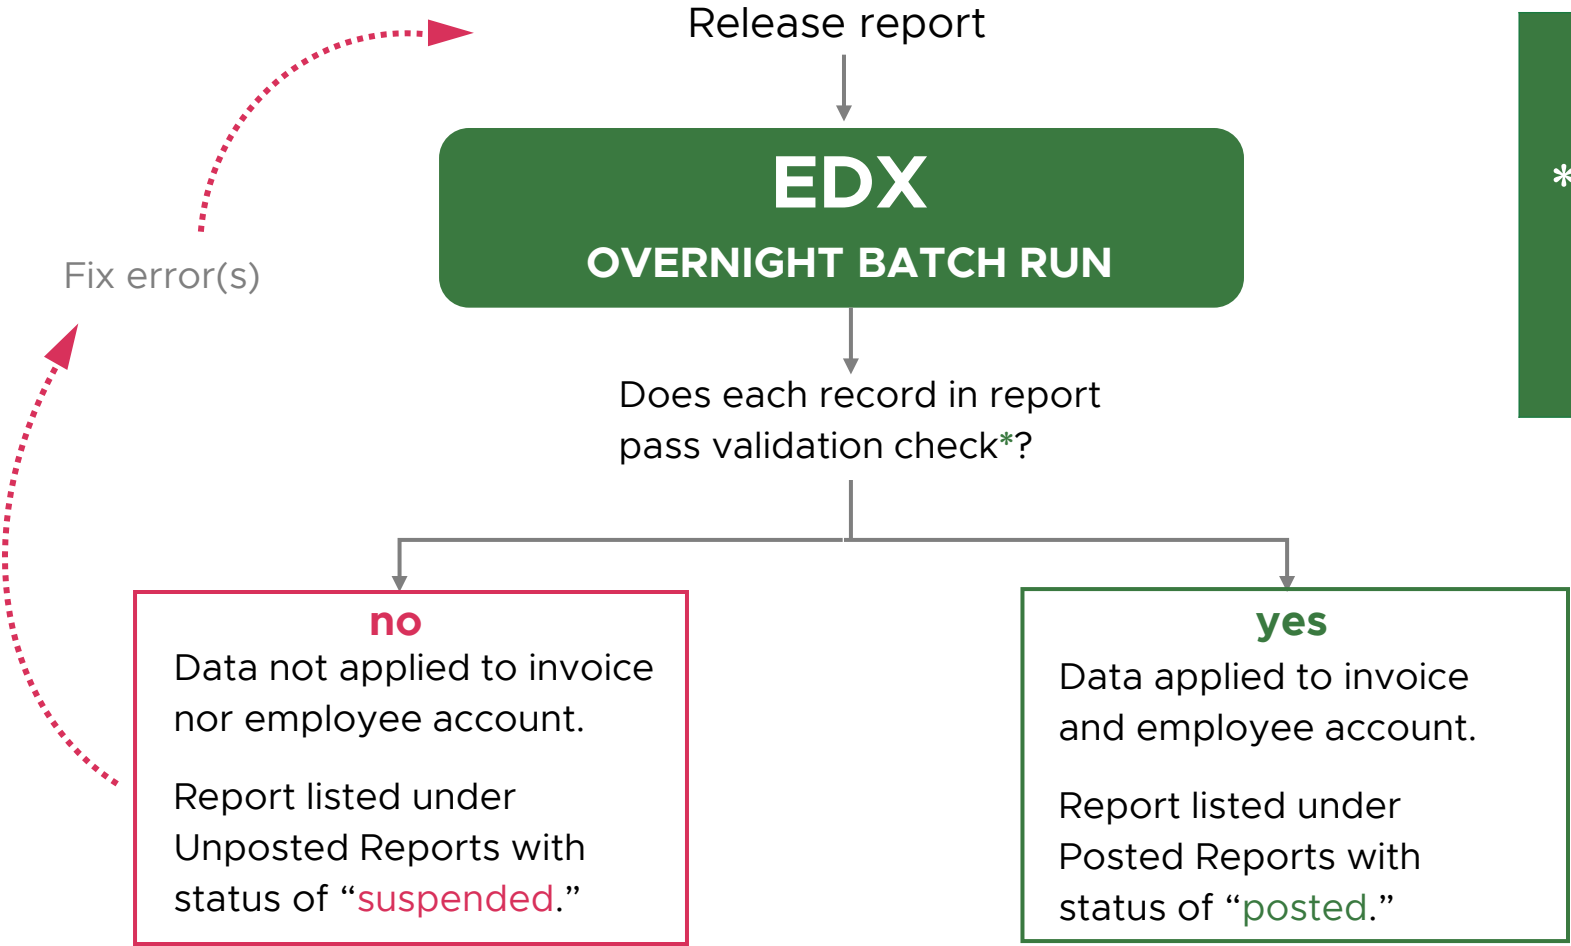 Release report
EDX
OVERNIGHT BATCH RUN
*
Fix error(s)
Does each record in report
pass validation check*?
no
Data not applied to invoice
nor employee account.
Report listed under
Unposted Reports with
status of “suspended.”
yes
Data applied to invoice
and employee account.
Report listed under
Posted Reports with
status of “posted.”